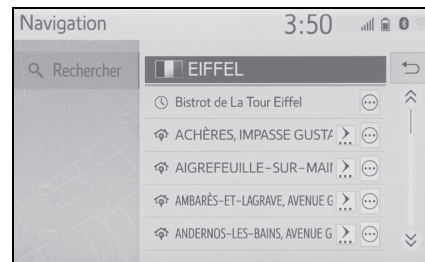 Navigation 3:50
Rechercher
EIFFEL
Bistrot de La Tour Eiffel
ACHÈRES, IMPASSE GUSTA
AIGREFEUILLE-SUR-MAI
AMBARÈS-ET-LAGRAVE, AVENUE G
ANDERNOS-LES-BAINS, AVENUE G